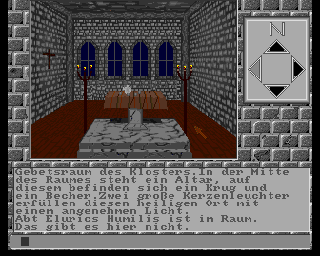 N
Gebetsraum des Klosters.In der Mitte
des Raumes steht ein Altar, auf
diesem befinden sich ein Krug und
ein Becher.Zwei große Kerzenleuchter
erfüllen diesen heiligen Ort mit
einem angenehmen Licht.
Abt Elurics Humilis ist im Raum.
Das gibt es hier nicht.